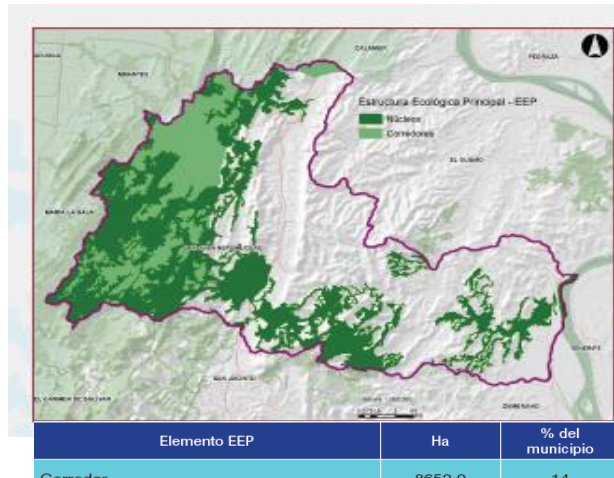 CALAMAR
PEDRAZA
MAHATES
Estructura Ecológica Principal - EEP
Núcleos
Corredores
EL GUAMO
MARIA LA BAJA
SAN JACINTO
EL CARMEN DE BOLIVAR
TENERIFE
ZAMBRANO
Elemento EEP
Ha
% del
municipio